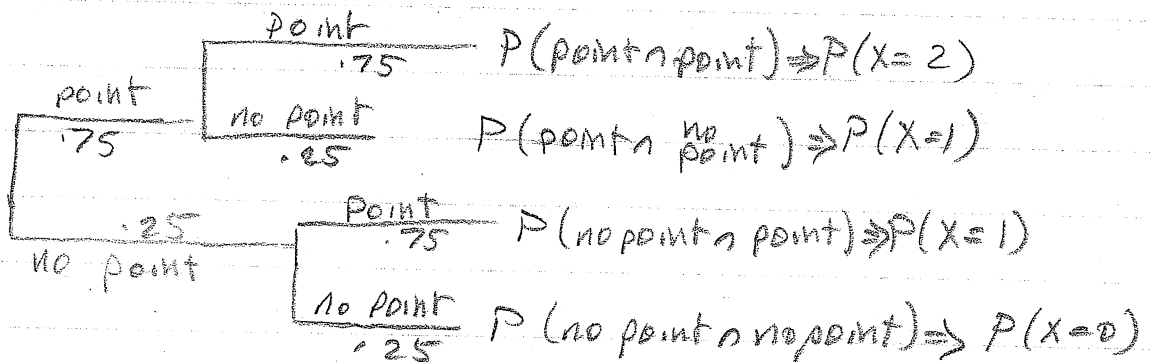 point
.75 P(point∩point)⇒P(X=2)
point
.75
no point
.25 P(point∩ no point)⇒P(X=1)
.25
no point
Point
.75 P(no point∩point)⇒P(X=1)
no point
.25 P(no point∩no point)⇒P(X=0)